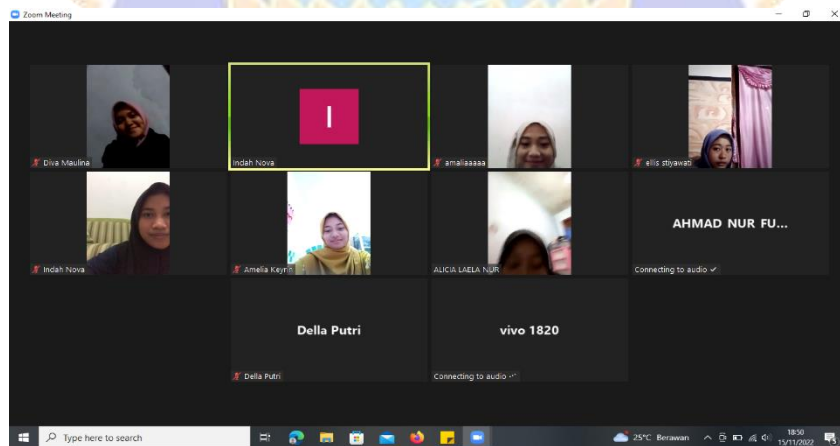 Zoom Meeting
Diva Maulina
I
Indah Nova
amaliaaaaa
ellis stiyawati
Indah Nova
Amelia Keyrin
ALICIA LAELA NUR
AHMAD NUR FU...
Connecting to audio
Della Putri
Della Putri
vivo 1820
Connecting to audio
Type here to search
25°C Berawan
18:50
15/11/2022